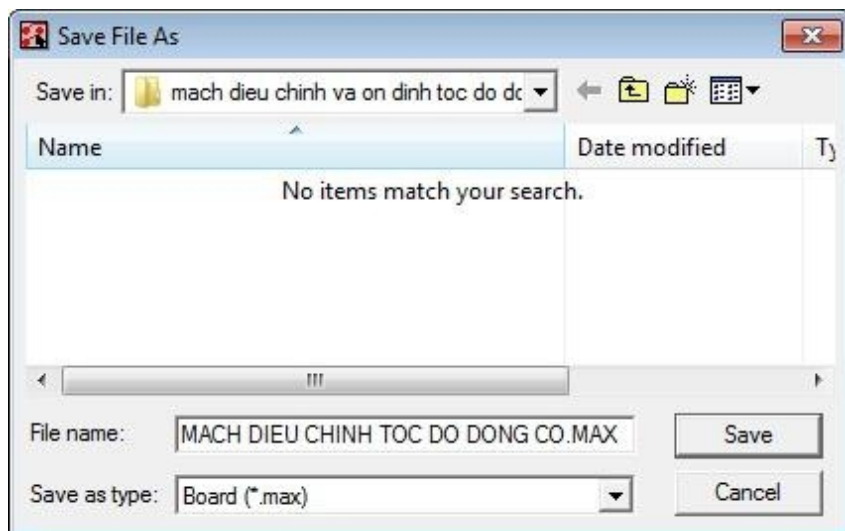 Save File As
Save in: mach dieu chinh va on dinh toc do
Name Date modified
No items match your search.
File name: MACH DIEU CHINH TOC DO DONG CO.MAX Save
Save as type: Board (*.max) Cancel